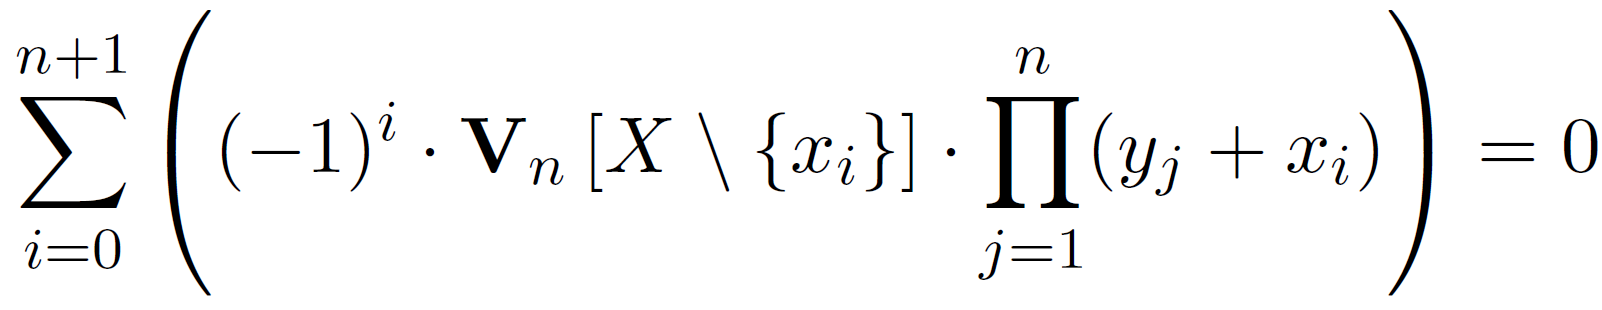 \sum_{i=0}^{n+1} \left( (-1)^i \cdot \mathbf{V}_n \left[ X \setminus \{x_i\} \right] \cdot \prod_{j=1}^{n} (y_j + x_i) \right) = 0